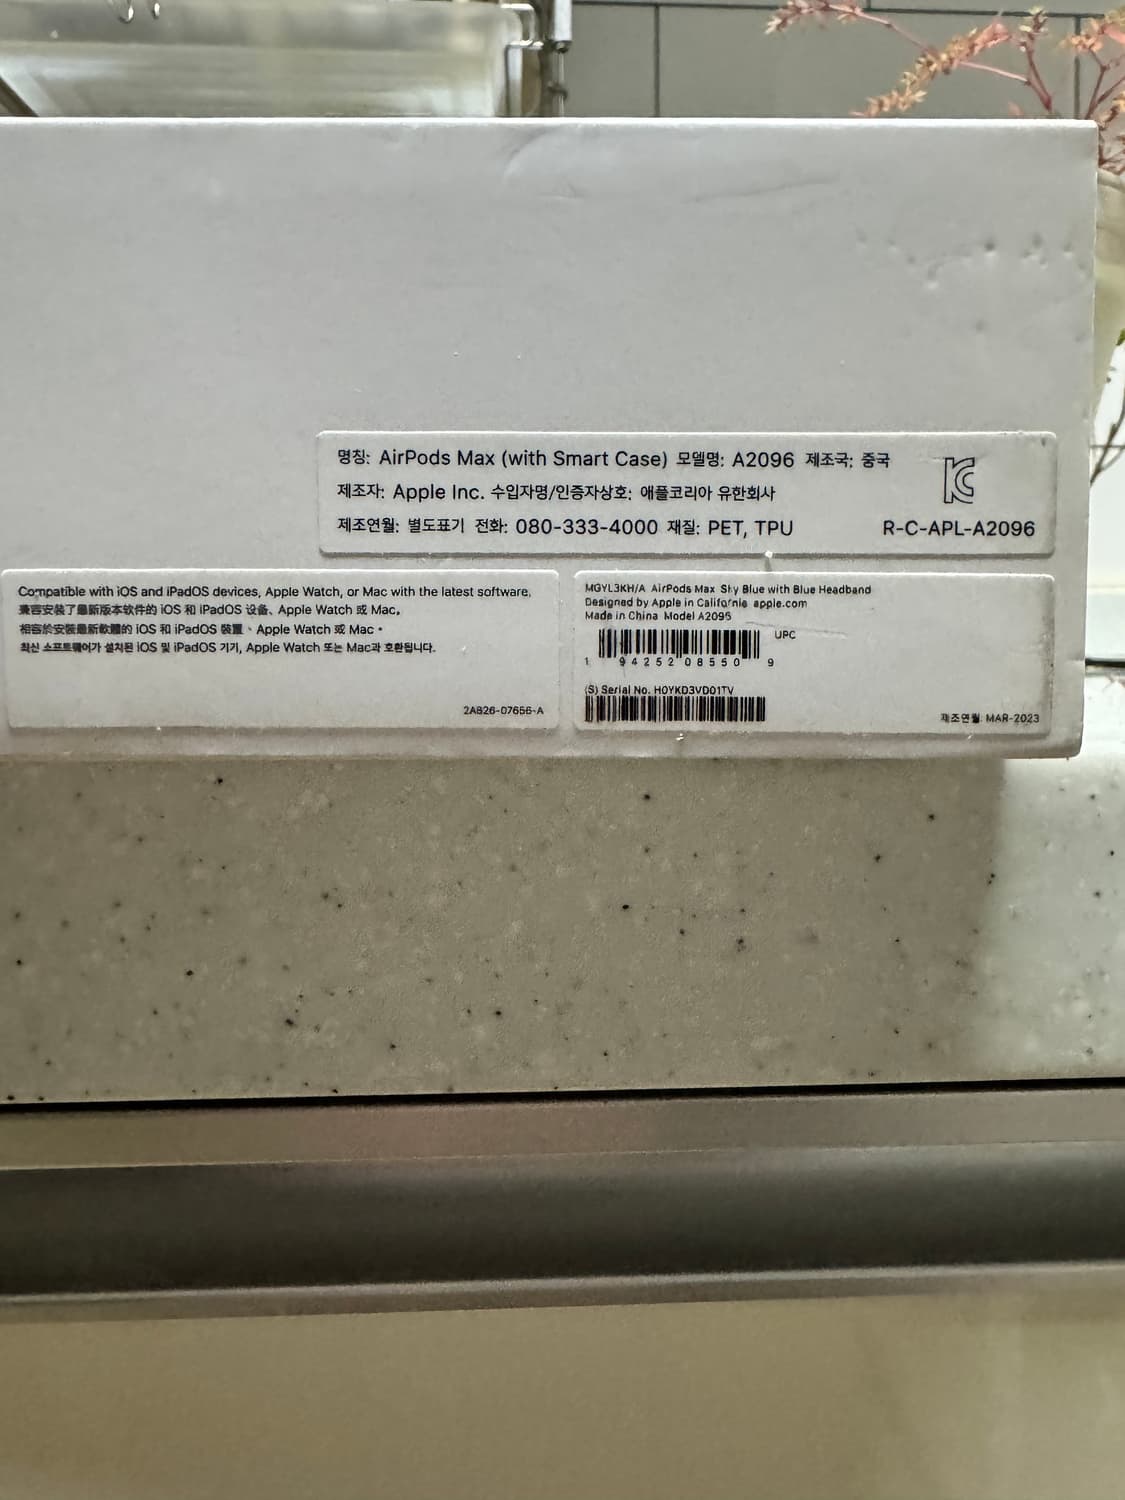 명칭: AirPods Max (with Smart Case) 모델명: A2096 제조국: 중국
제조자: Apple Inc. 수입자명/인증자상호: 애플코리아 유한회사
제조연월: 별도표기 전화: 080-333-4000 재질: PET, TPU
R-C-APL-A2096
Compatible with iOS and iPadOS devices, Apple Watch, or Mac with the latest software.
兼容安装了最新版本软件的 iOS 和 iPadOS 设备、Apple Watch 或 Mac。
相容於安裝最新軟體的 iOS 和 iPadOS 裝置、Apple Watch 或 Mac。
최신 소프트웨어가 설치된 iOS 및 iPadOS 기기, Apple Watch 또는 Mac과 호환됩니다.
2AB26-07656-A
MGYL3KH/A AirPods Max Sky Blue with Blue Headband
Designed by Apple in California apple.com
Made in China Model A2096
UPC
1 94252 08550 9
(S) Serial No. H0YKD3VD01TV
제조연월: MAR-2023